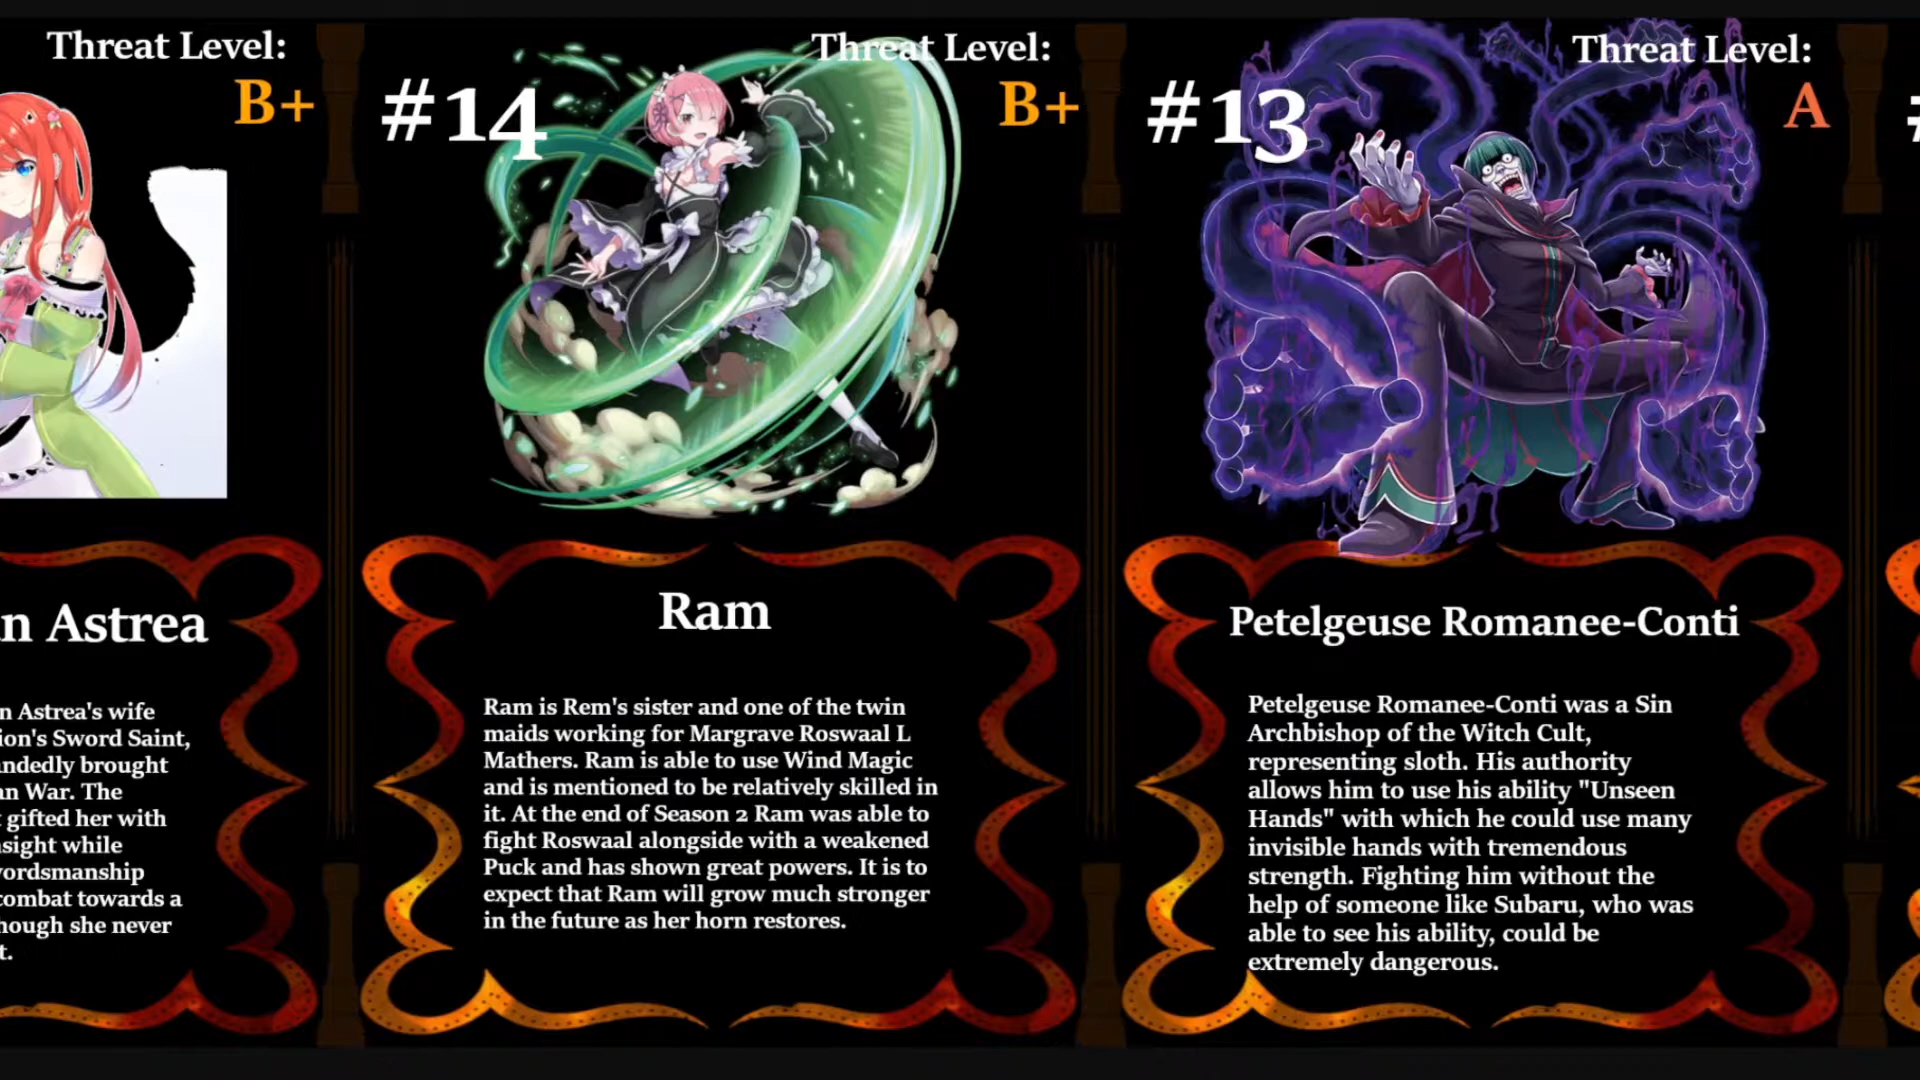 Threat Level:
B+
n Astrea
n Astrea's wife
ion's Sword Saint,
ndedly brought
an War. The
gifted her with
sight while
ordsmanship
combat towards a
hough she never
t.
Threat Level:
#14
B+
Ram
Ram is Rem's sister and one of the twin
maids working for Margrave Roswaal L
Mathers. Ram is able to use Wind Magic
and is mentioned to be relatively skilled in
it. At the end of Season 2 Ram was able to
fight Roswaal alongside with a weakened
Puck and has shown great powers. It is to
expect that Ram will grow much stronger
in the future as her horn restores.
Threat Level:
#13
A
Petelgeuse Romanee-Conti
Petelgeuse Romanee-Conti was a Sin
Archbishop of the Witch Cult,
representing sloth. His authority
allows him to use his ability "Unseen
Hands" with which he could use many
invisible hands with tremendous
strength. Fighting him without the
help of someone like Subaru, who was
able to see his ability, could be
extremely dangerous.